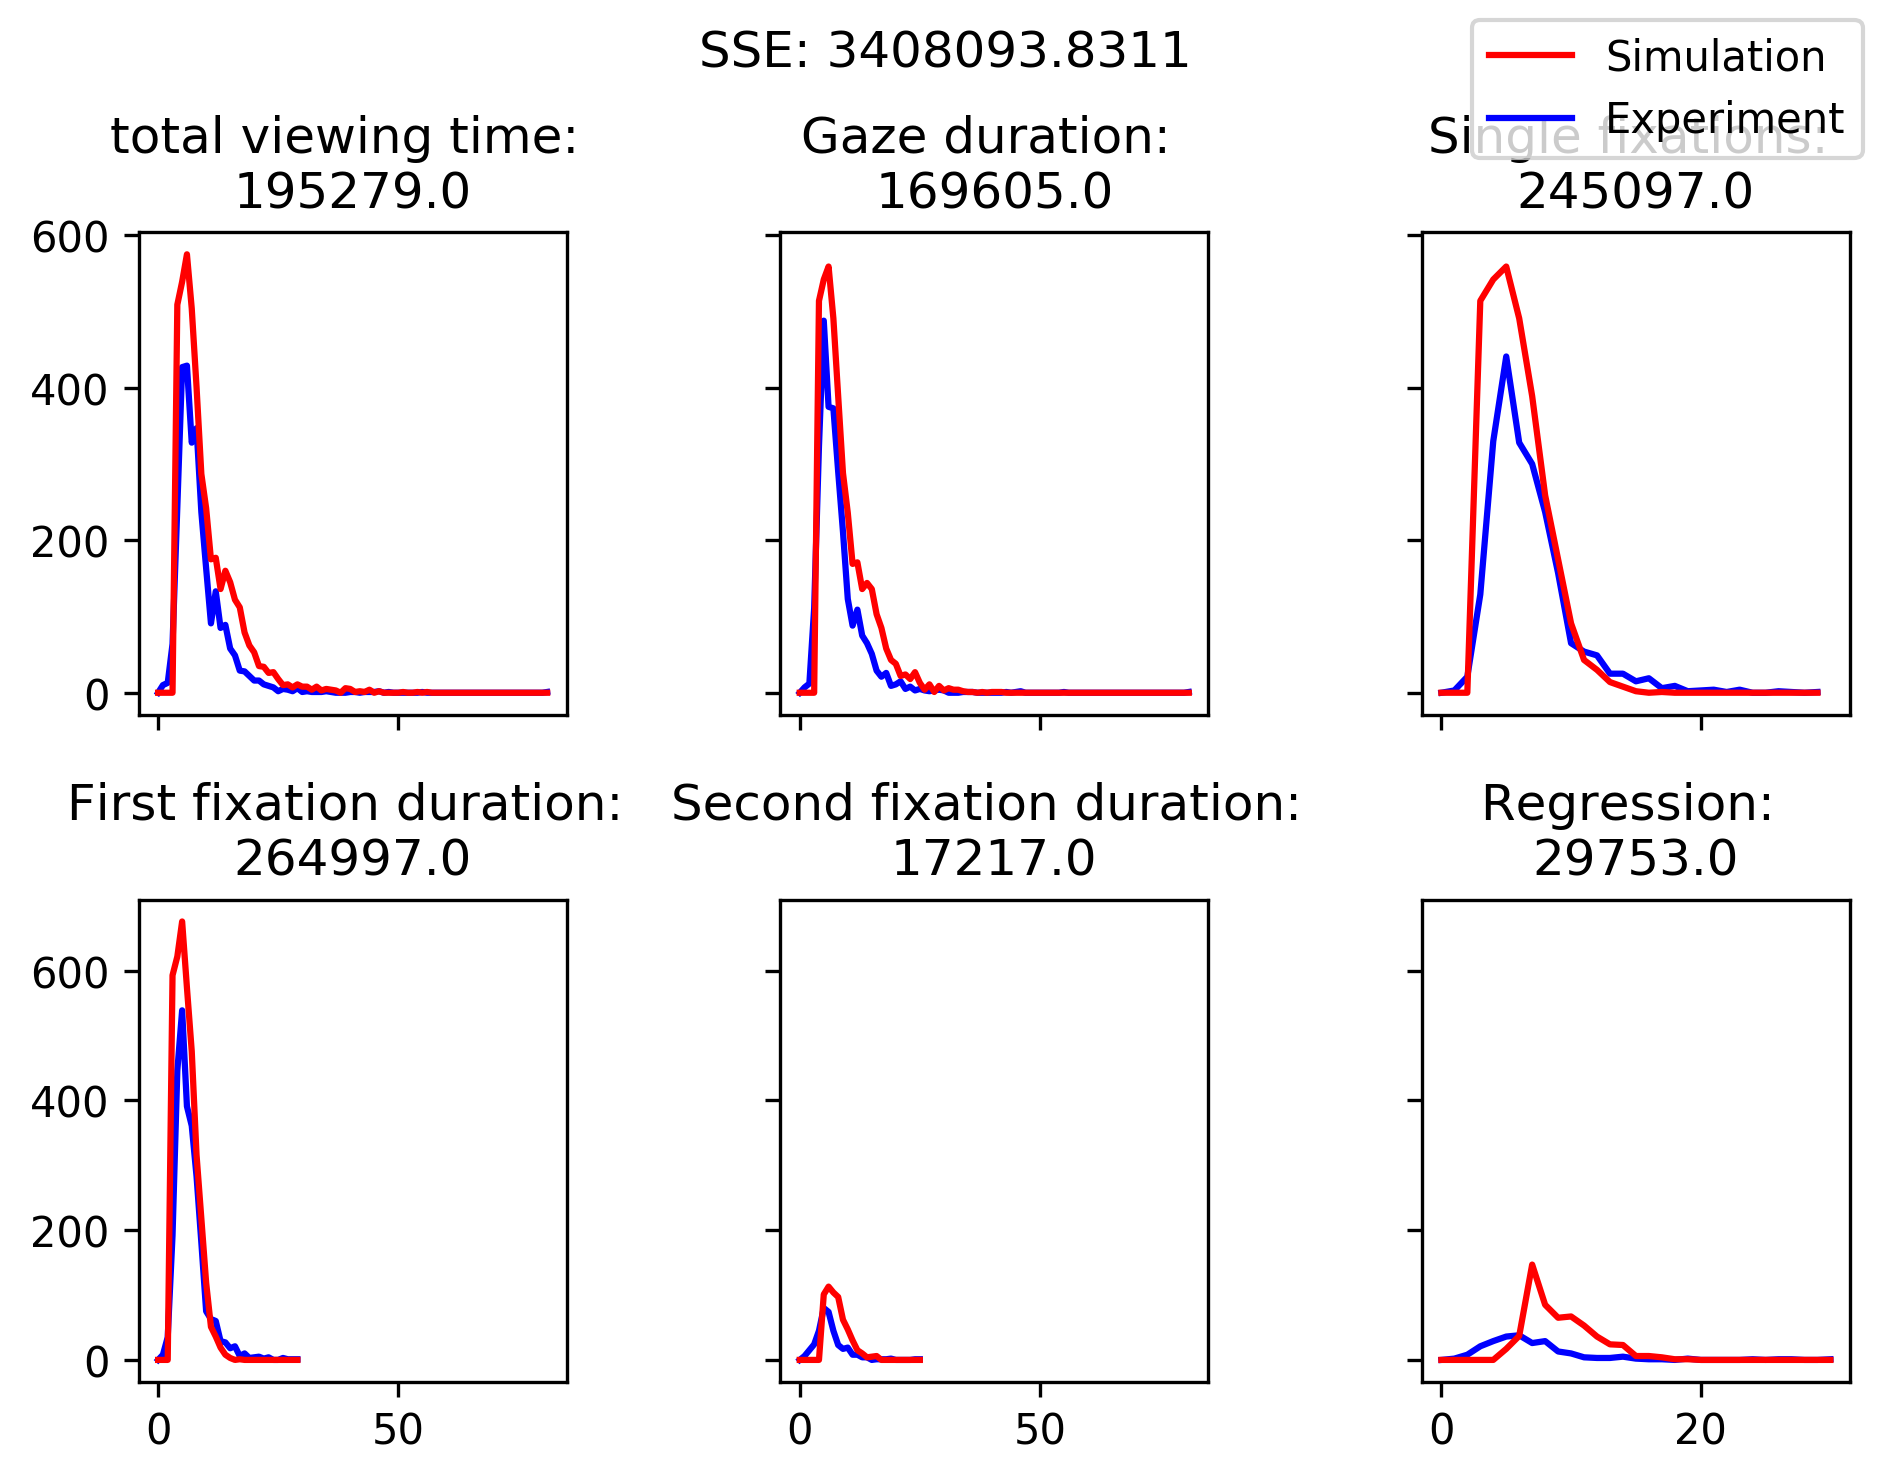 SSE: 3408093.8311
Simulation
Experiment
total viewing time:
195279.0
Gaze duration:
169605.0
Single fixations:
245097.0
600
400
200
0
First fixation duration:
264997.0
Second fixation duration:
17217.0
Regression:
29753.0
600
400
200
0
0 50
0 50
0 20